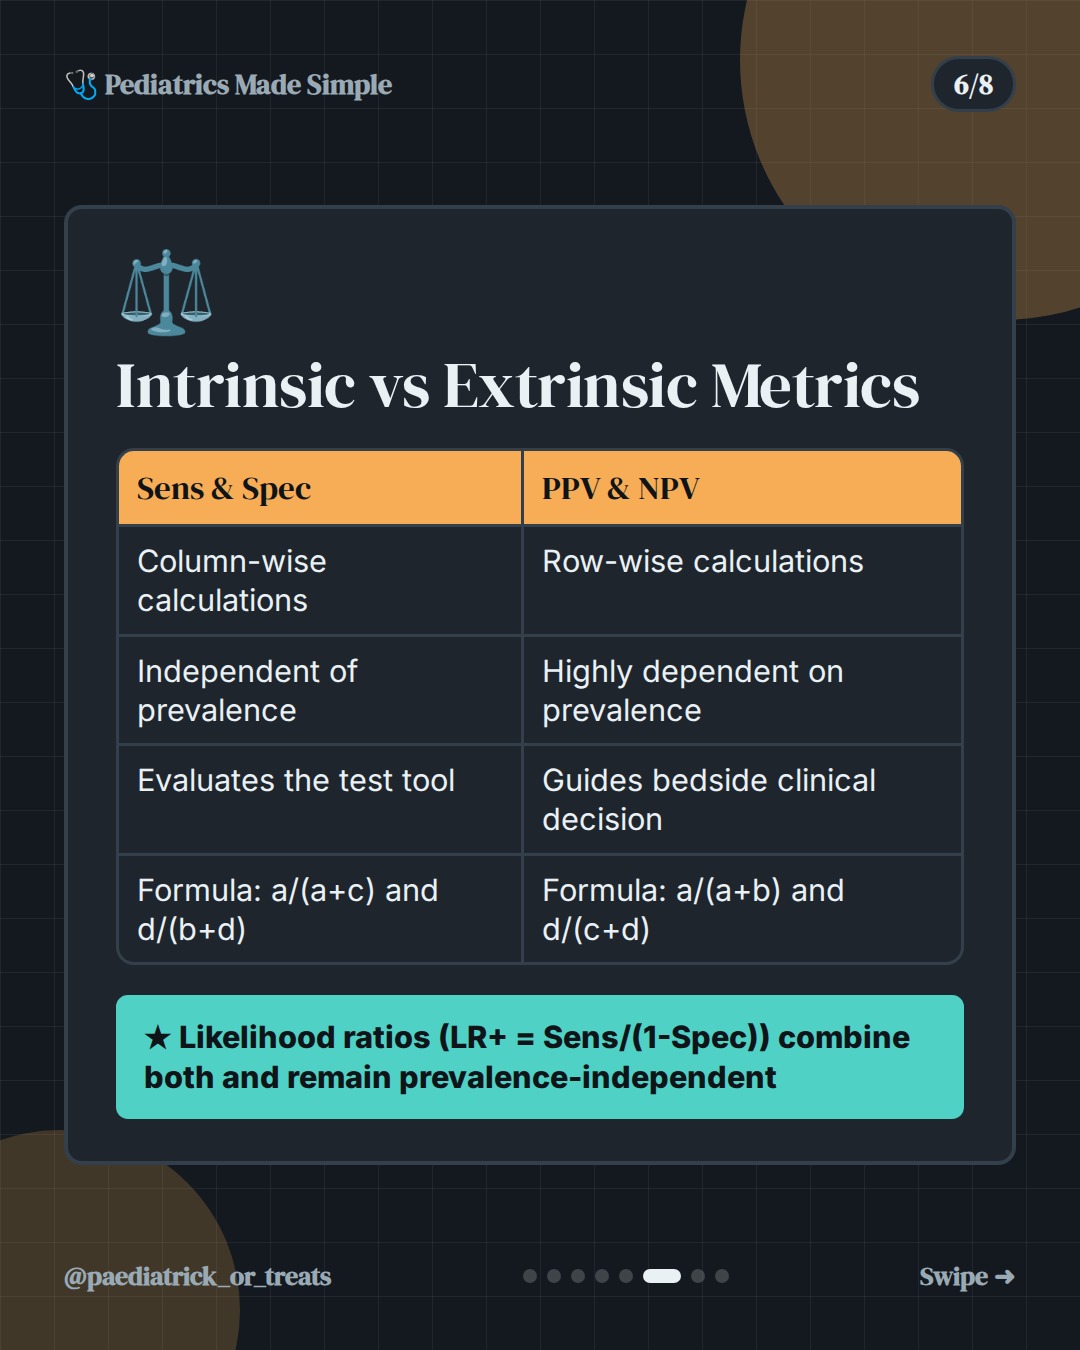 Pediatrics Made Simple
6/8
Intrinsic vs Extrinsic Metrics
Sens & Spec
PPV & NPV
Column-wise
calculations
Row-wise calculations
Independent of
prevalence
Highly dependent on
prevalence
Evaluates the test tool
Guides bedside clinical
decision
Formula: a/(a+c) and
d/(b+d)
Formula: a/(a+b) and
d/(c+d)
★ Likelihood ratios (LR+ = Sens/(1-Spec)) combine
both and remain prevalence-independent
@paediatrick_or_treats
Swipe ➜